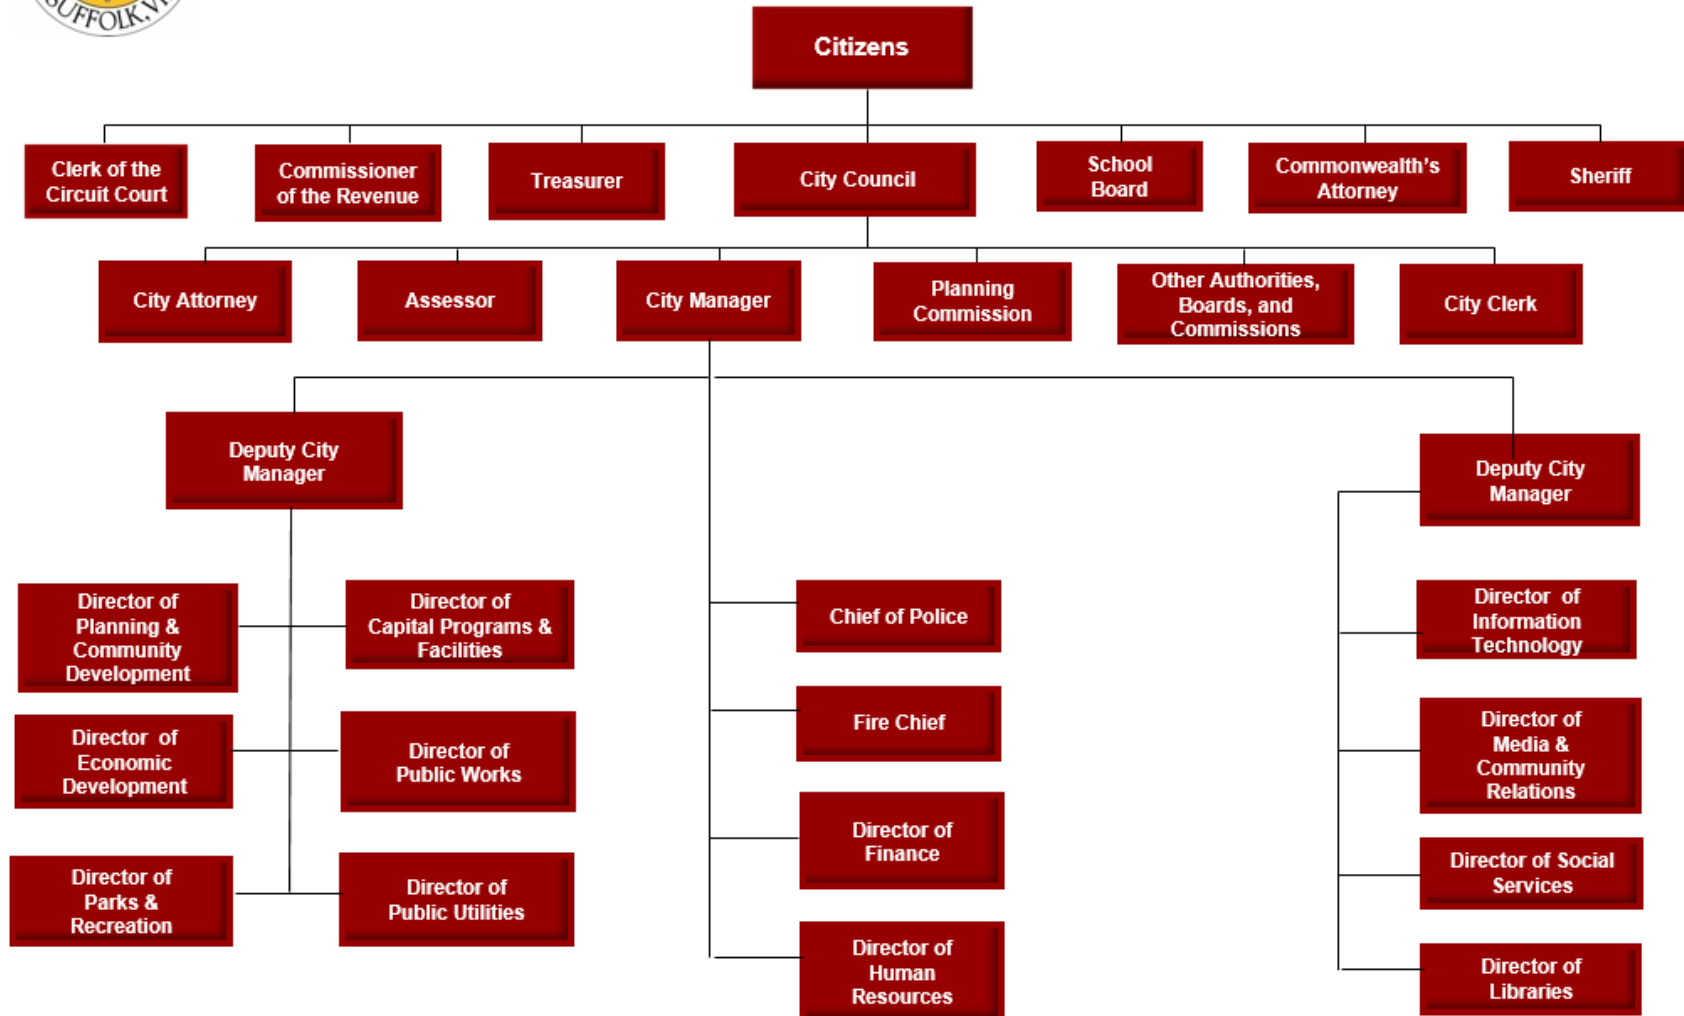 SUFFOLK, V
Citizens
Clerk of the
Circuit Court
Commissioner
of the Revenue
Treasurer
City Council
School
Board
Commonwealth's
Attorney
Sheriff
City Attorney
Assessor
City Manager
Planning
Commission
Other Authorities,
Boards, and
Commissions
City Clerk
Deputy City
Manager
Deputy City
Manager
Director of
Planning &
Community
Development
Director of
Capital Programs &
Facilities
Chief of Police
Director of
Information
Technology
Director of
Economic
Development
Director of
Public Works
Fire Chief
Director of
Media &
Community
Relations
Director of
Finance
Director of Social
Services
Director of
Parks &
Recreation
Director of
Public Utilities
Director of
Human
Resources
Director of
Libraries